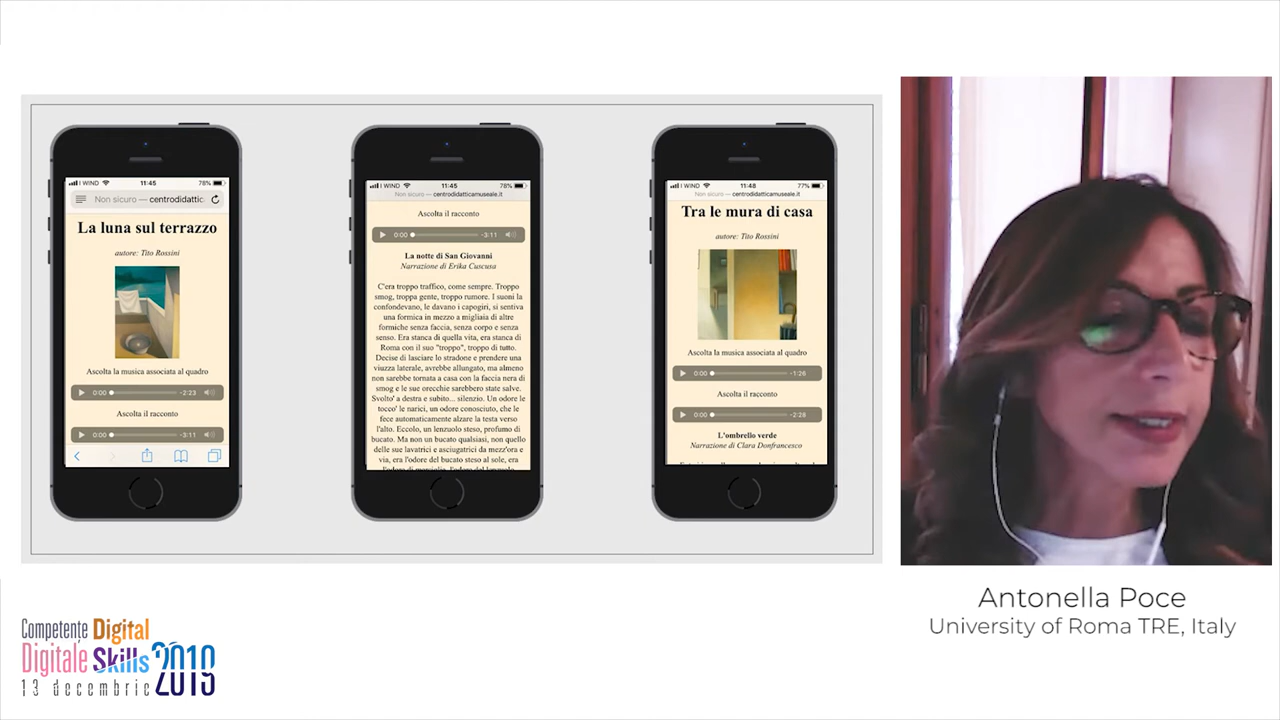 WIND 11:45 78%
Non sicuro — centrodidattic
La luna sul terrazzo
autore: Tito Rossini
Ascolta la musica associata al quadro
0:00 -2:23
Ascolta il racconto
0:00 -3:11
WIND 11:45 78%
Non sicuro — centrodidatticamuseale.it
Ascolta il racconto
0:00 -3:11
La notte di San Giovanni
Narrazione di Erika Cuscusa
C'era troppo traffico, come sempre. Troppo
smog, troppa gente, troppo rumore. I suoni la
confondevano, le davano i capogiri, si sentiva
una formica in mezzo a migliaia di altre
formiche senza faccia, senza corpo e senza
senso. Era stanca di quella vita, era stanca di
Roma con il suo "troppo", troppo di tutto.
Decise di lasciare lo stradone e prendere una
viuzza laterale, avrebbe allungato, ma almeno
non sarebbe tornata a casa con la faccia nera di
smog e le sue orecchie sarebbero state salve.
Svolto' a destra e subito... silenzio. Un odore le
tocco' le narici, un odore conosciuto, che le
fece automaticamente alzare la testa verso
l'alto. Eccolo, un lenzuolo steso, profumo di
bucato. Ma non un bucato qualsiasi, non quello
delle sue lavatrici e asciugatrici da mezz'ora e
via, era l'odore del bucato steso al sole, era
l'odore di marsiglia, l'odore del lenzuolo
WIND 11:48 77%
Non sicuro — centrodidatticamuseale.it
Tra le mura di casa
autore: Tito Rossini
Ascolta la musica associata al quadro
0:00 -1:26
Ascolta il racconto
0:00 -2:28
L'ombrello verde
Narrazione di Clara Donfrancesco
Antonella Poce
University of Roma TRE, Italy
Competențe Digital
Digitale Skills 2019
13 decembrie